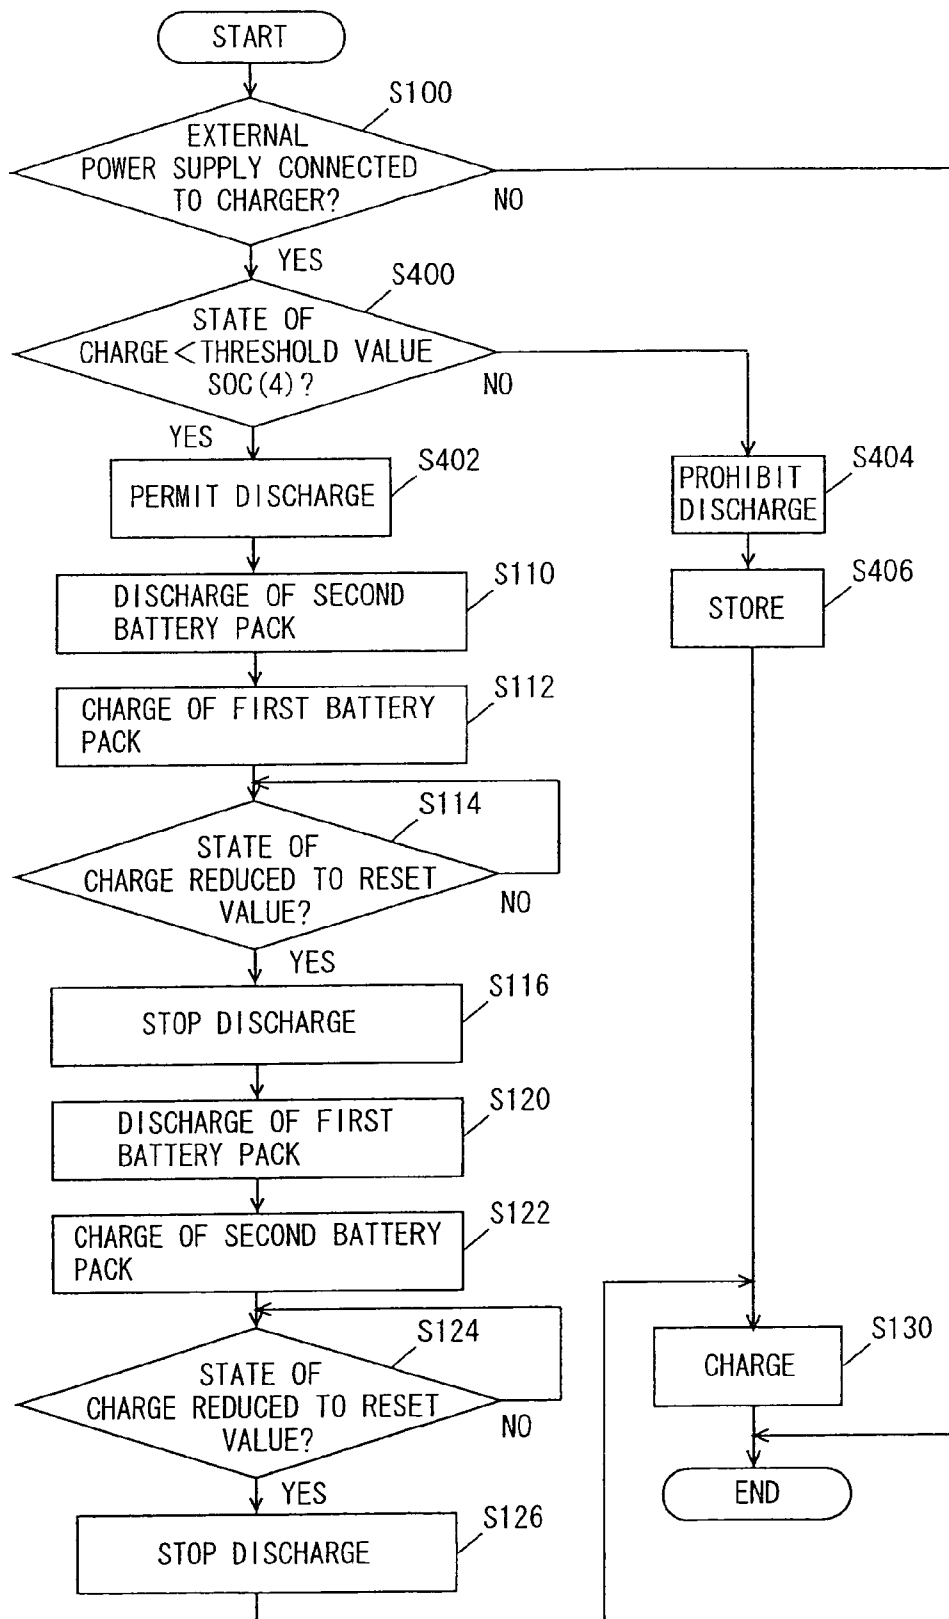 START
S100
EXTERNAL
POWER SUPPLY CONNECTED
TO CHARGER?
NO
YES
S400
STATE OF
CHARGE<THRESHOLD VALUE
SOC(4)?
NO
YES
S402
PERMIT DISCHARGE
S404
PROHIBIT
DISCHARGE
S110
DISCHARGE OF SECOND
BATTERY PACK
S406
STORE
S112
CHARGE OF FIRST BATTERY
PACK
S114
STATE OF
CHARGE REDUCED TO RESET
VALUE?
NO
YES
S116
STOP DISCHARGE
S120
DISCHARGE OF FIRST
BATTERY PACK
S122
CHARGE OF SECOND BATTERY
PACK
S124
STATE OF
CHARGE REDUCED TO RESET
VALUE?
NO
YES
S130
CHARGE
END
S126
STOP DISCHARGE